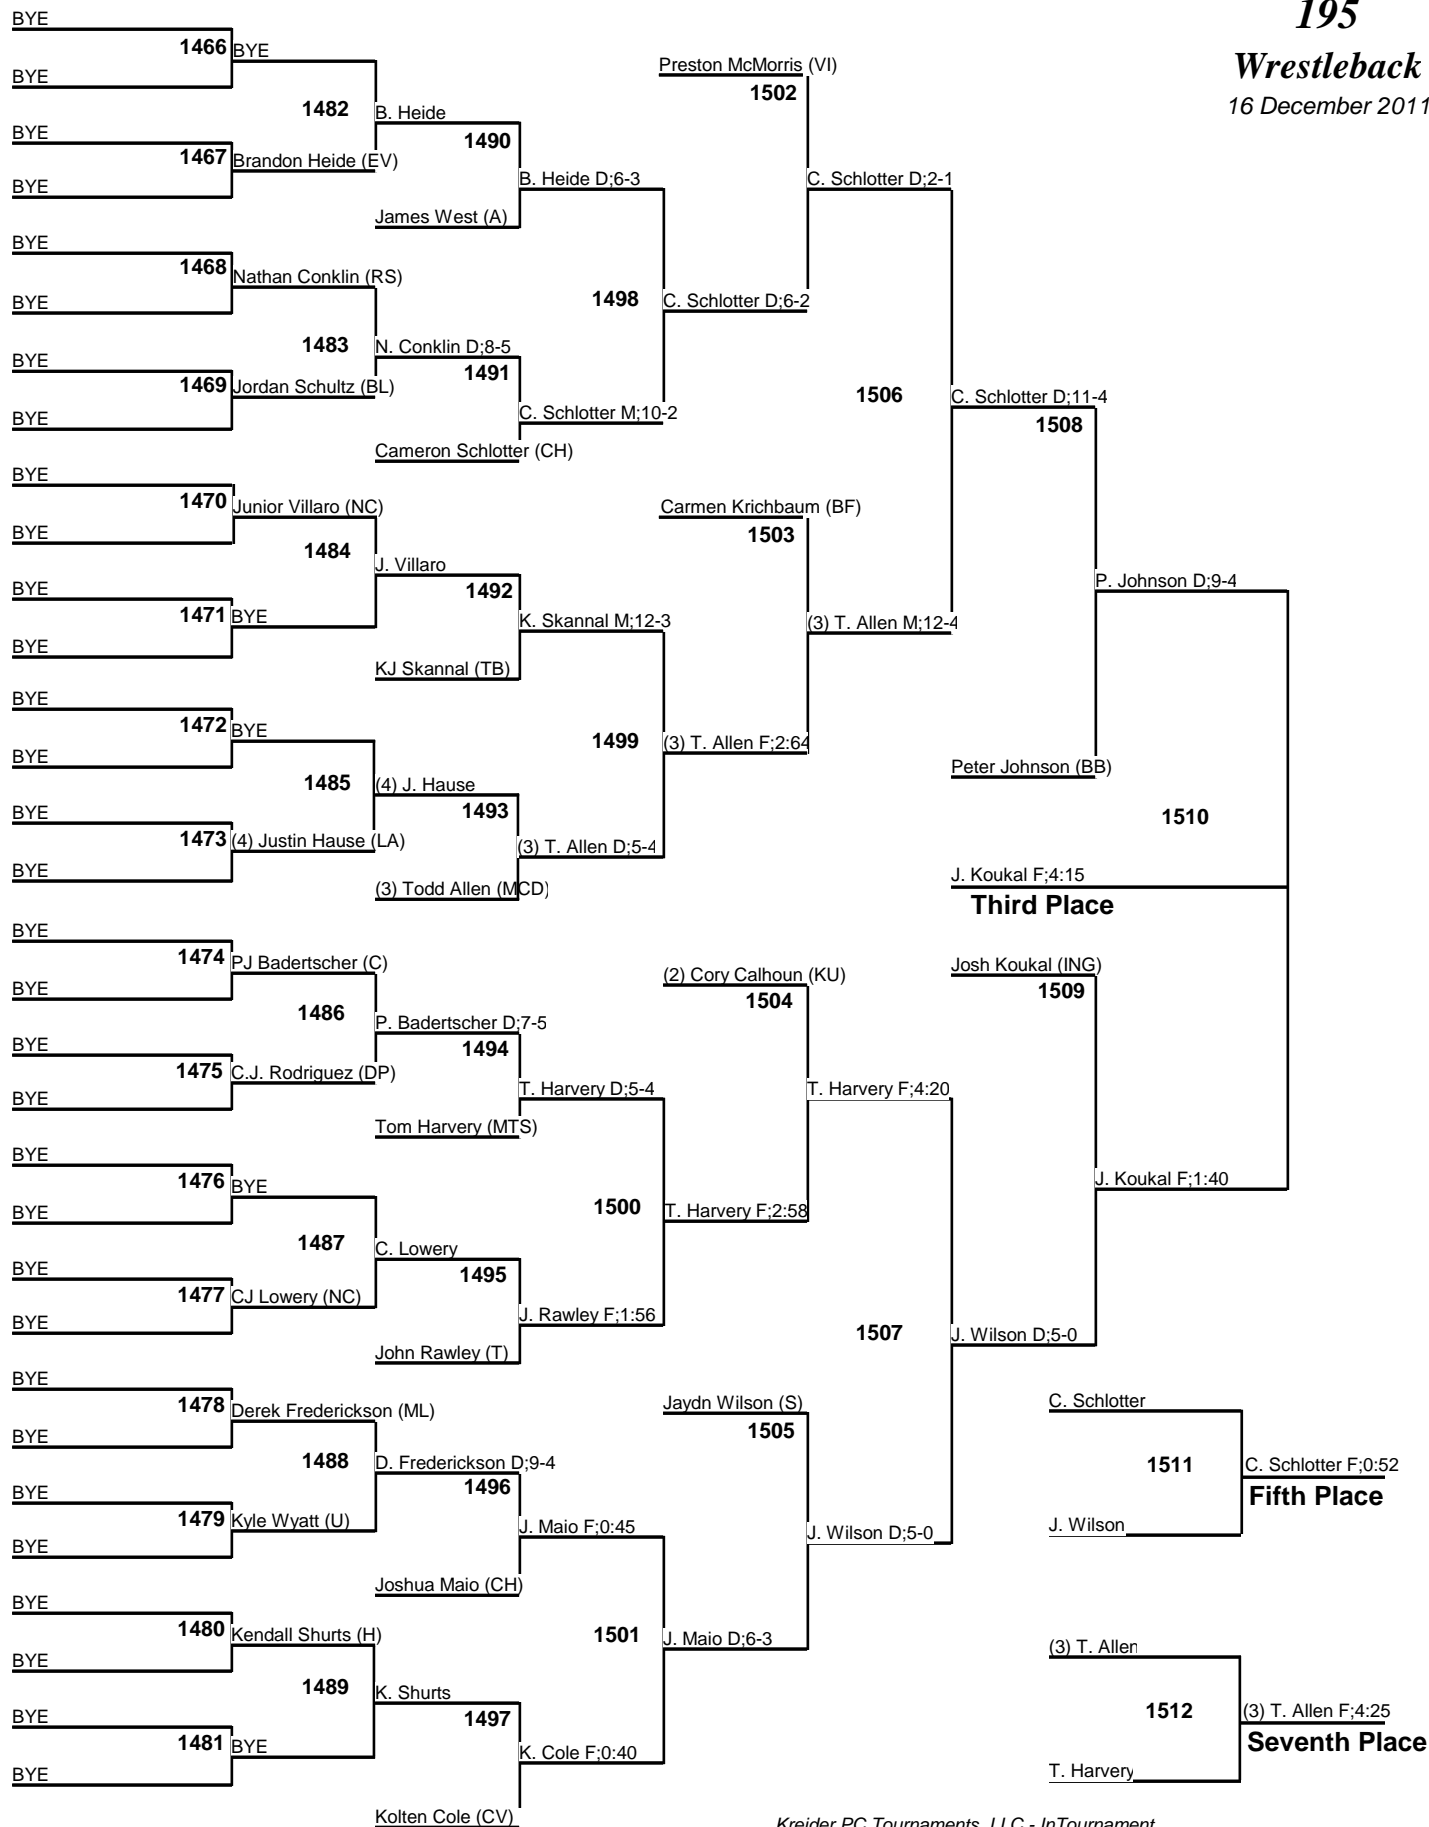 BYE
195
1466 BYE
Wrestleback
Preston McMorris (VI)
BYE
1502
16 December 2011
1482 B. Heide
BYE
1490
1467 Brandon Heide (EV)
B. Heide D;6-3
C. Schlotter D;2-1
BYE
James West (A)
BYE
1468 Nathan Conklin (RS)
BYE
1498 C. Schlotter D;6-2
1483 N. Conklin D;8-5
BYE
1491
1469 Jordan Schultz (BL)
1506 C. Schlotter D;11-4
BYE
C. Schlotter M;10-2
1508
Cameron Schlotter (CH)
BYE
1470 Junior Villaro (NC)
Carmen Krichbaum (BF)
BYE
1503
1484 J. Villaro
BYE
1492
P. Johnson D;9-4
1471 BYE
K. Skannal M;12-3
(3) T. Allen M;12-4
BYE
KJ Skannal (TB)
BYE
1472 BYE
1499 (3) T. Allen F;2:64
BYE
Peter Johnson (BB)
1485 (4) J. Hause
BYE
1493
1510
1473 (4) Justin Hause (LA)
(3) T. Allen D;5-4
BYE
(3) Todd Allen (MCD)
J. Koukal F;4:15
Third Place
BYE
1474 PJ Badertscher (C)
(2) Cory Calhoun (KU)
Josh Koukal (ING)
BYE
1504
1509
1486 P. Badertscher D;7-5
BYE
1494
1475 C.J. Rodriguez (DP)
T. Harvery D;5-4
T. Harvery F;4:20
BYE
Tom Harvery (MTS)
BYE
1476 BYE
J. Koukal F;1:40
BYE
1500 T. Harvery F;2:58
1487 C. Lowery
BYE
1495
1477 CJ Lowery (NC)
J. Rawley F;1:56
BYE
1507 J. Wilson D;5-0
John Rawley (T)
BYE
1478 Derek Frederickson (ML)
Jaydn Wilson (S)
C. Schlotter
BYE
1505
1488 D. Frederickson D;9-4
1511 C. Schlotter F;0:52
BYE
1496
Fifth Place
1479 Kyle Wyatt (U)
J. Maio F;0:45
J. Wilson D;5-0
J. Wilson
BYE
Joshua Maio (CH)
BYE
1480 Kendall Shurts (H)
1501 J. Maio D;6-3
BYE
(3) T. Allen
1489 K. Shurts
BYE
1497
1512 (3) T. Allen F;4:25
1481 BYE
K. Cole F;0:40
Seventh Place
BYE
T. Harvery
Kolten Cole (CV)
Kreider PC Tournaments, LLC - InTournament